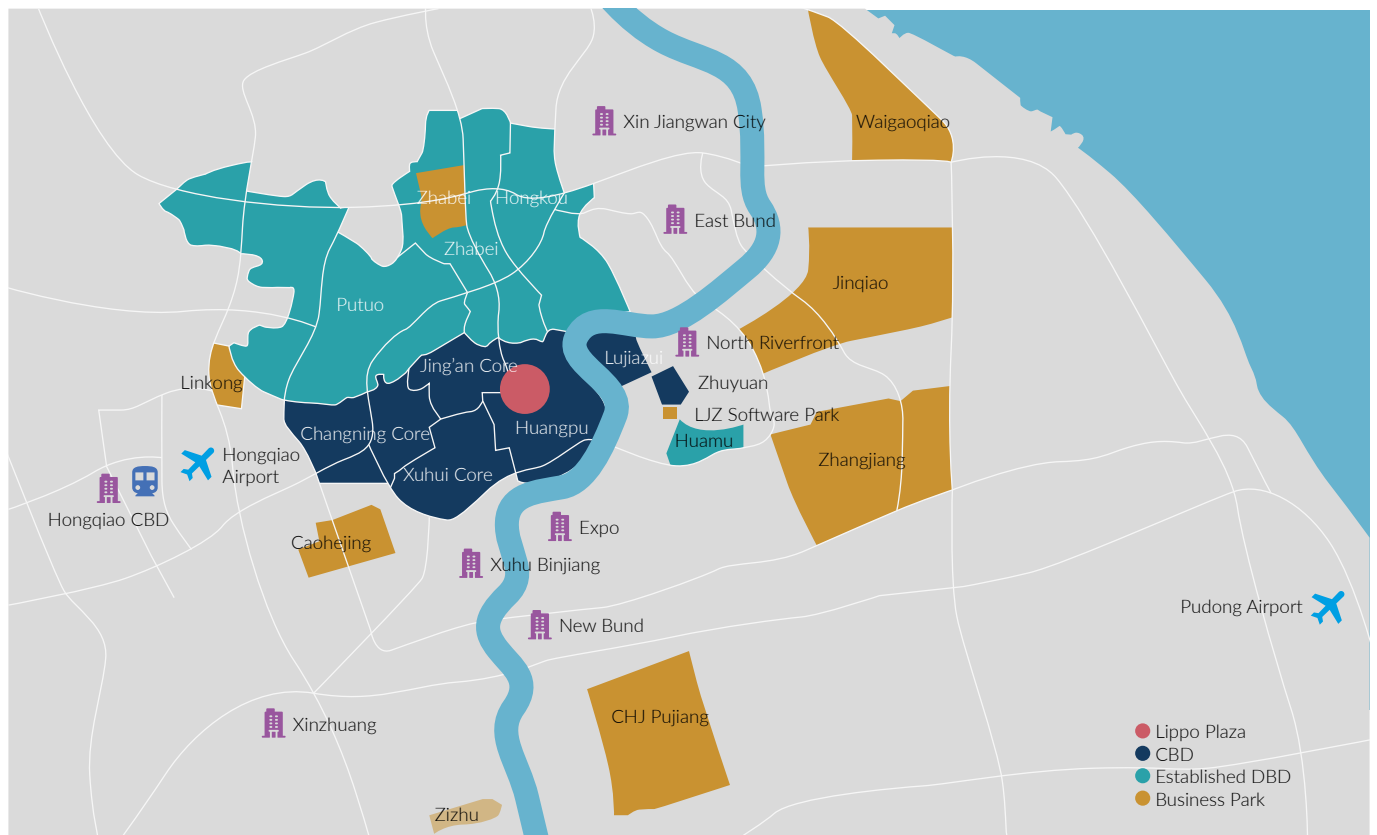 Xin Jiangwan City
Waigaoqiao
Zhabei
Hongkou
East Bund
Zhabei
Jinqiao
Putuo
North Riverfront
Lujiazui
Jing'an Core
Linkong
Zhuyuan
LJZ Software Park
Huangpu
Changning Core
Huamu
Hongqiao
Airport
Zhangjiang
Xuhui Core
Hongqiao CBD
Expo
Caohejing
Xuhu Binjiang
Pudong Airport
New Bund
CHJ Pujiang
Xinzhuang
Lippo Plaza
CBD
Established DBD
Business Park
Zizhu